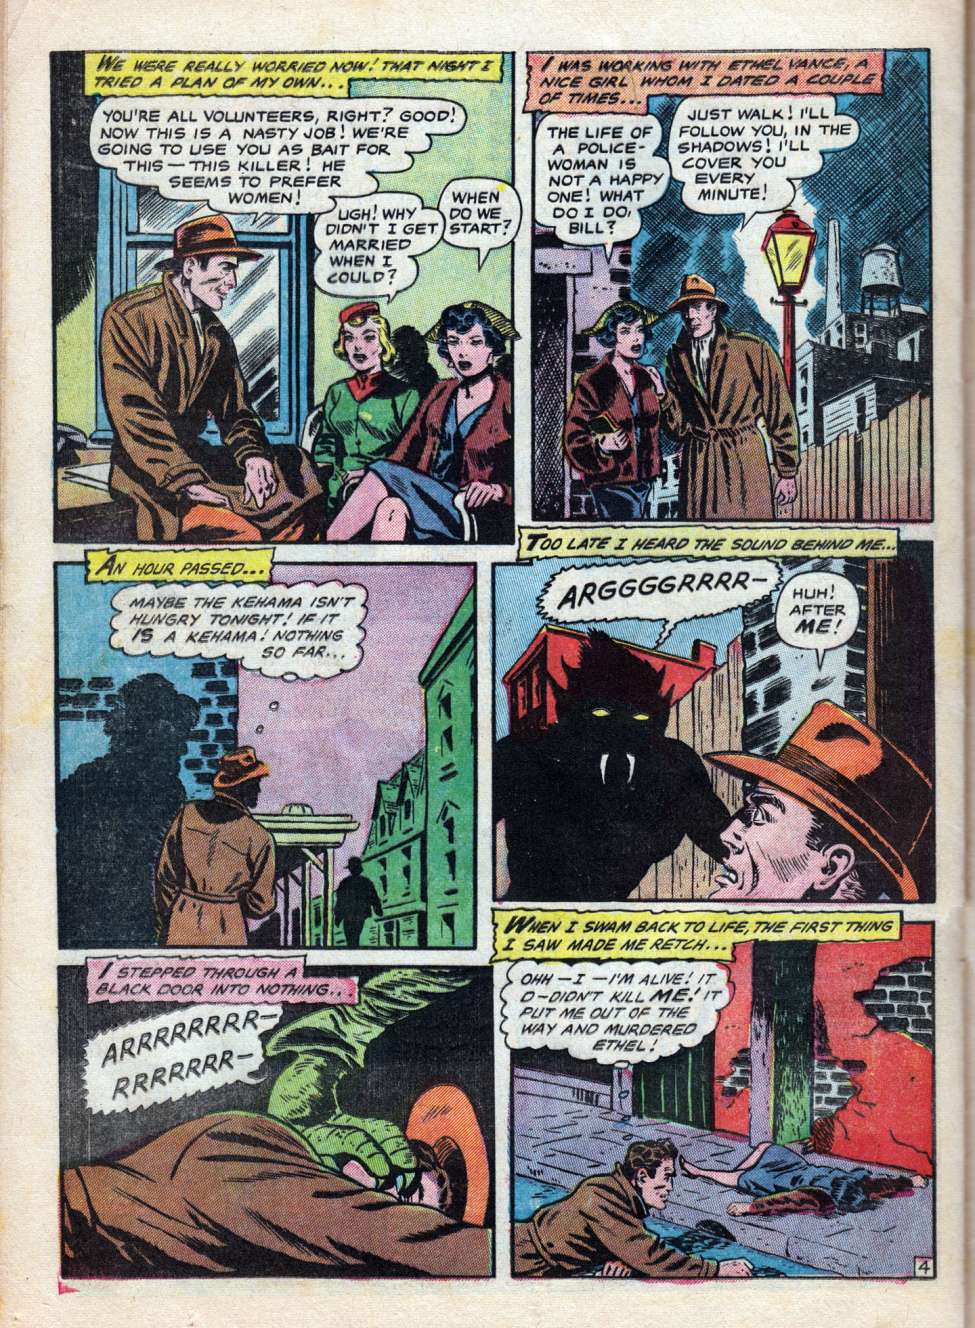 WE WERE REALLY WORRIED NOW! THAT NIGHT I
TRIED A PLAN OF MY OWN...
YOU'RE ALL VOLUNTEERS, RIGHT? GOOD!
NOW THIS IS A NASTY JOB! WE'RE
GOING TO USE YOU AS BAIT FOR
THIS — THIS KILLER! HE
SEEMS TO PREFER
WOMEN!
UGH! WHY
DIDN'T I GET
MARRIED
WHEN I
COULD?
WHEN
DO WE
START?
I WAS WORKING WITH ETHEL VANCE, A
NICE GIRL WHOM I DATED A COUPLE
OF TIMES...
THE LIFE OF
A POLICE-
WOMAN IS
NOT A HAPPY
ONE! WHAT
DO I DO,
BILL?
JUST WALK! I'LL
FOLLOW YOU, IN THE
SHADOWS! I'LL
COVER YOU
EVERY
MINUTE!
AN HOUR PASSED...
MAYBE THE KEHAMA ISN'T
HUNGRY TONIGHT! IF IT
IS A KEHAMA! NOTHING
SO FAR...
TOO LATE I HEARD THE SOUND BEHIND ME...
ARGGGGRRRR—
HUH!
AFTER
ME!
I STEPPED THROUGH A
BLACK DOOR INTO NOTHING...
ARRRRRRRR—
RRRRRRR—
WHEN I SWAM BACK TO LIFE, THE FIRST THING
I SAW MADE ME RETCH...
OHH — I — I'M ALIVE! IT
D—DIDN'T KILL ME! IT
PUT ME OUT OF THE
WAY AND MURDERED
ETHEL!
4